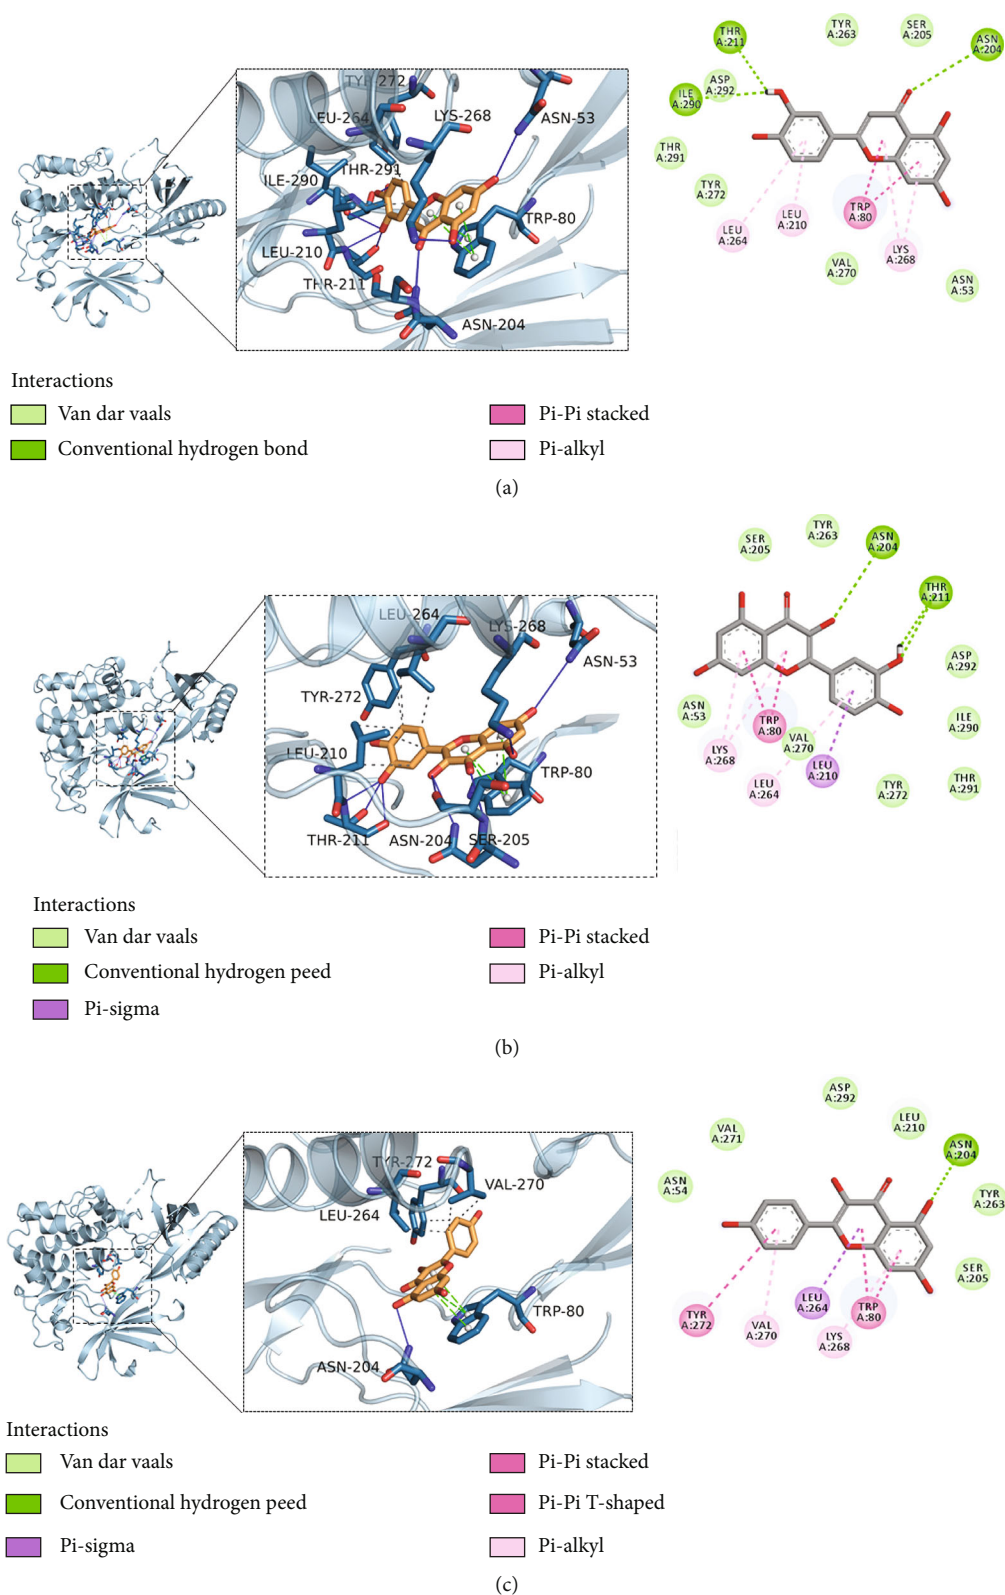 TYR-272
LEU-264
LYS-268
ASN-53
THR-291
ILE-290
TRP-80
LEU-210
THR-211
ASN-204
THR
A:211
TYR
A:263
SER
A:205
ASN
A:204
ASP
A:292
ILE
A:290
THR
A:291
TYR
A:272
LEU
A:264
LEU
A:210
TRP
A:80
LYS
A:268
VAL
A:270
ASN
A:53
Interactions
Van dar vaals
Pi-Pi stacked
Conventional hydrogen bond
Pi-alkyl
(a)
LEU-264
LYS-268
ASN-53
TYR-272
LEU-210
TRP-80
THR-211
ASN-204
SER-205
SER
A:205
TYR
A:263
ASN
A:204
THR
A:211
ASP
A:292
ASN
A:53
ILE
A:290
TRP
A:80
VAL
A:270
LYS
A:268
LEU
A:210
LEU
A:264
TYR
A:272
THR
A:291
Interactions
Van dar vaals
Pi-Pi stacked
Conventional hydrogen peed
Pi-alkyl
Pi-sigma
(b)
TYR-272
VAL-270
LEU-264
TRP-80
ASN-204
ASP
A:292
LEU
A:210
VAL
A:271
ASN
A:204
ASN
A:54
TYR
A:263
SER
A:205
LEU
A:264
TRP
A:80
TYR
A:272
VAL
A:270
LYS
A:268
Interactions
Van dar vaals
Pi-Pi stacked
Conventional hydrogen peed
Pi-Pi T-shaped
Pi-sigma
Pi-alkyl
(c)